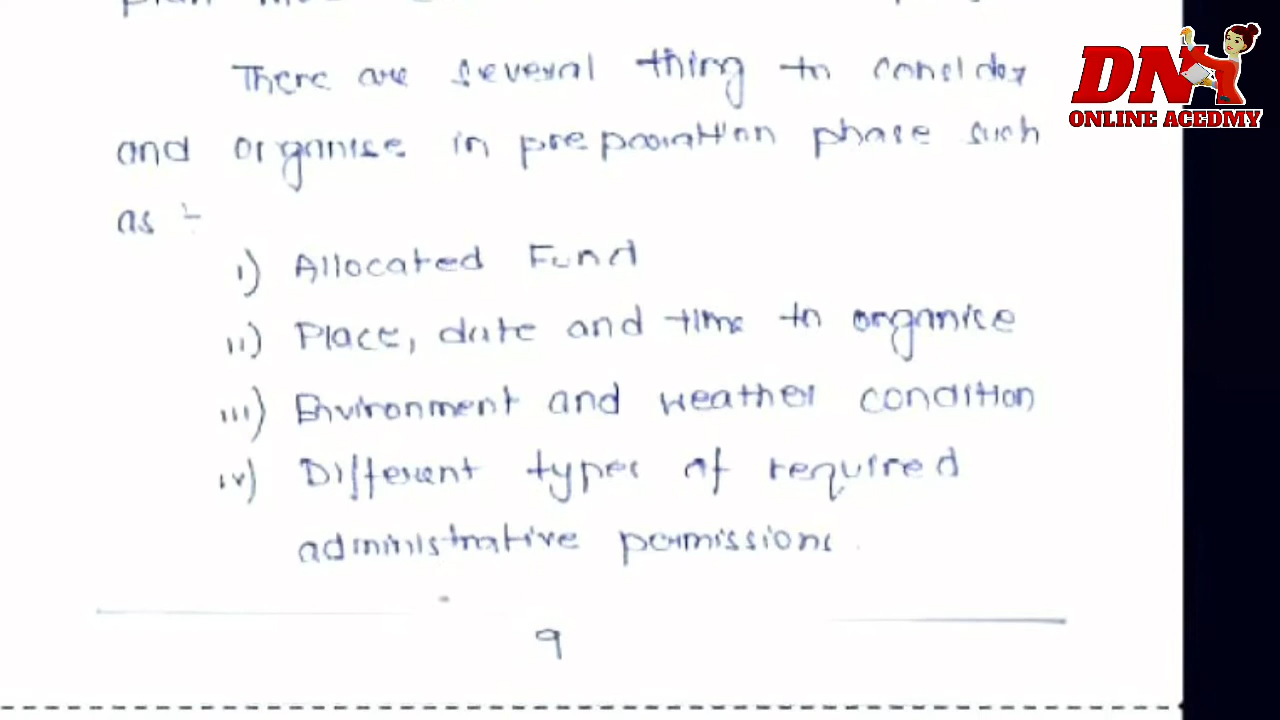 There are several thing to consider
and organise in preparation phase such
as :-
i) Allocated Fund
ii) Place, date and time to organise
iii) Environment and weather condition
iv) Different types of required
administrative permissions.
9
DN
ONLINE ACEDMY